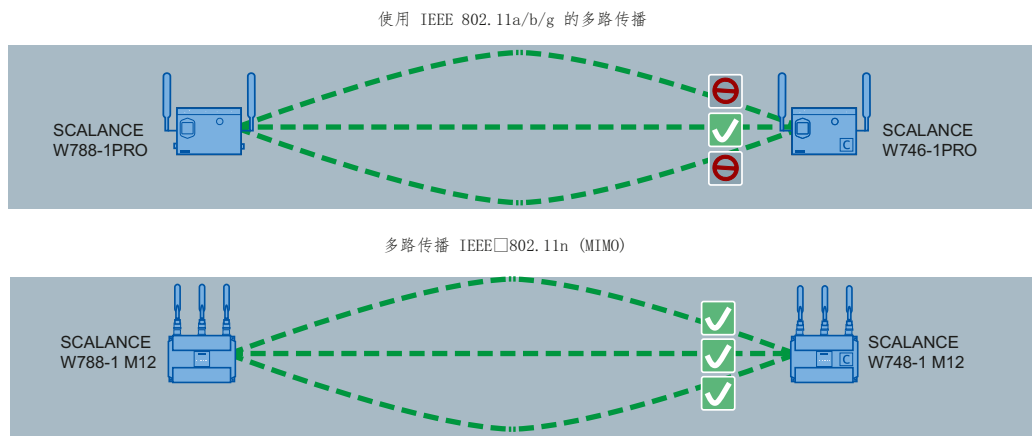 使用 IEEE 802.11a/b/g 的多路传播
SCALANCE
W788-1PRO
SCALANCE
W746-1PRO
C
多路传播 IEEE□802.11n (MIMO)
SCALANCE
W788-1 M12
SCALANCE
W748-1 M12
C